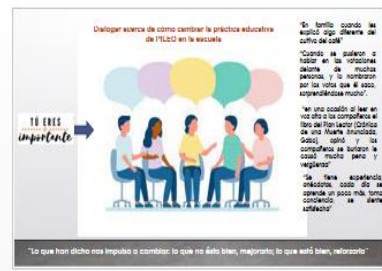 Dialogar acerca de cómo cambiar la práctica educativa
de PILEO en la escuela
TÚ ERES
importante
"En familia cuando les
explicó algo diferente del
cultivo del café"
"Cuando se pusieron a
hablar en las votaciones
delante de muchas
personas, y lo nombraron
por los votos que él saco,
sorprendiéndose mucho".
"en una ocasión al leer en
voz alta a los compañeros el
libro del Plan Lector (Crónica
de una Muerte Anunciada,
Gabo), opinó y los
compañeros se burlaron le
causó mucha pena y
vergüenza"
"Se tiene experiencia,
anécdotas, cada día se
aprende un poco más, toma
conciencia, se siente
satisfecho"
"Lo que han dicho nos impulsa a cambiar: lo que no ésta bien, mejorarlo; lo que está bien, reforzarlo"